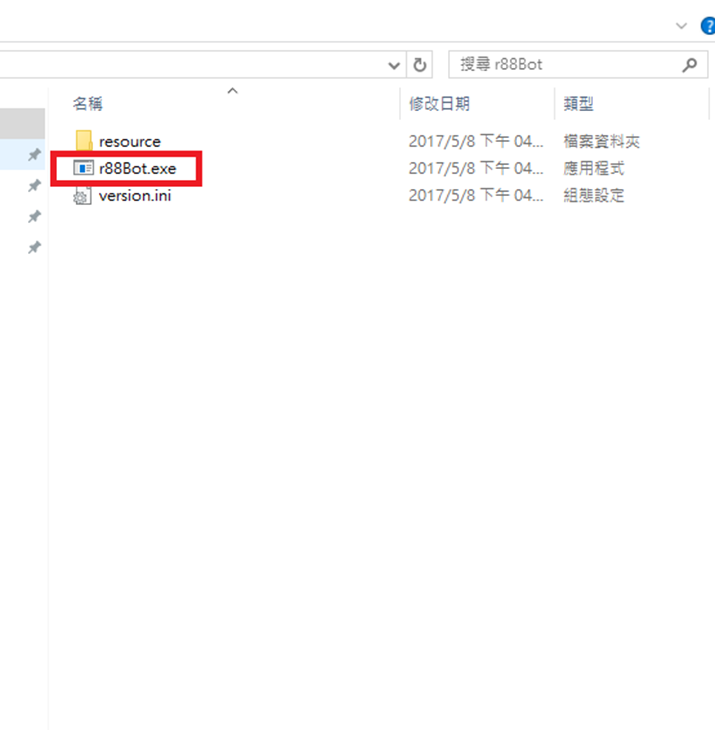 ?
搜尋 r88Bot
名稱 修改日期 類型
resource 2017/5/8 下午 04... 檔案資料夾
r88Bot.exe 2017/5/8 下午 04... 應用程式
version.ini 2017/5/8 下午 04... 組態設定